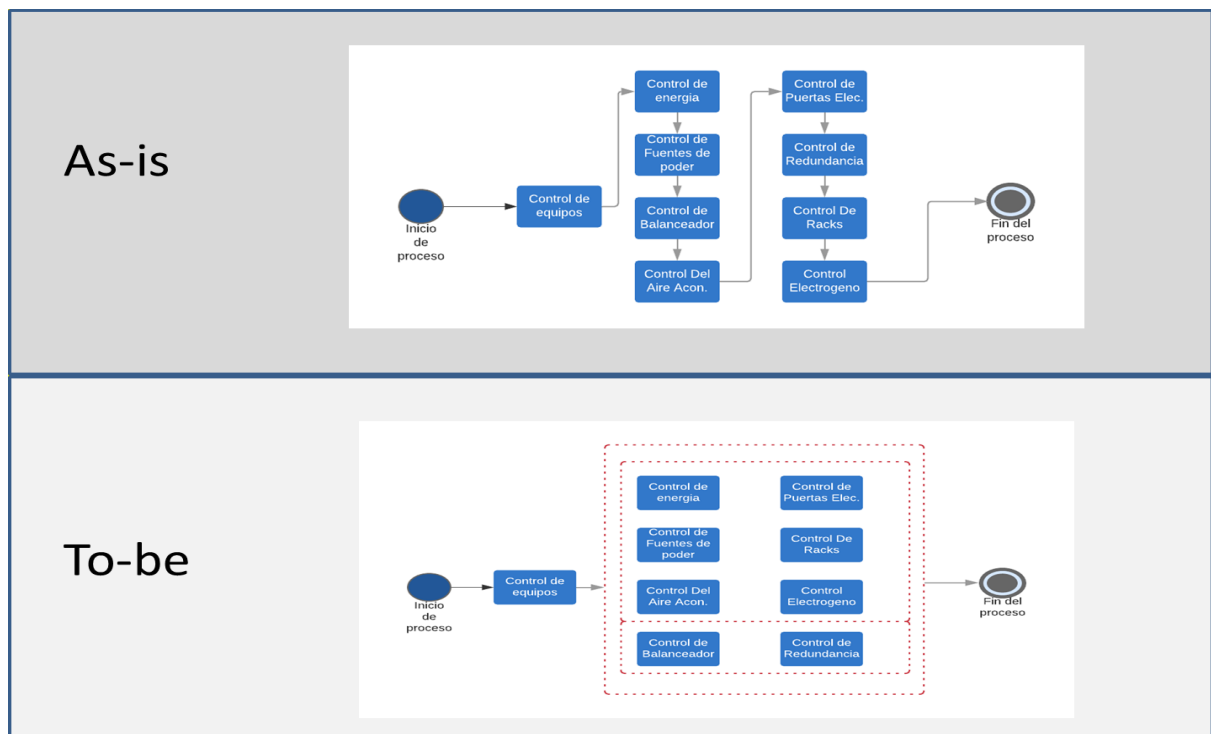 As-is
Inicio
de
proceso
Control de
equipos
Control de
energia
Control de
Fuentes de
poder
Control de
Balanceador
Control Del
Aire Acon.
Control de
Puertas Elec.
Control de
Redundancia
Control De
Racks
Control
Electrogeno
Fin del
proceso
To-be
Inicio
de
proceso
Control de
equipos
Control de
energia
Control de
Fuentes de
poder
Control Del
Aire Acon.
Control de
Balanceador
Control de
Puertas Elec.
Control De
Racks
Control
Electrogeno
Control de
Redundancia
Fin del
proceso